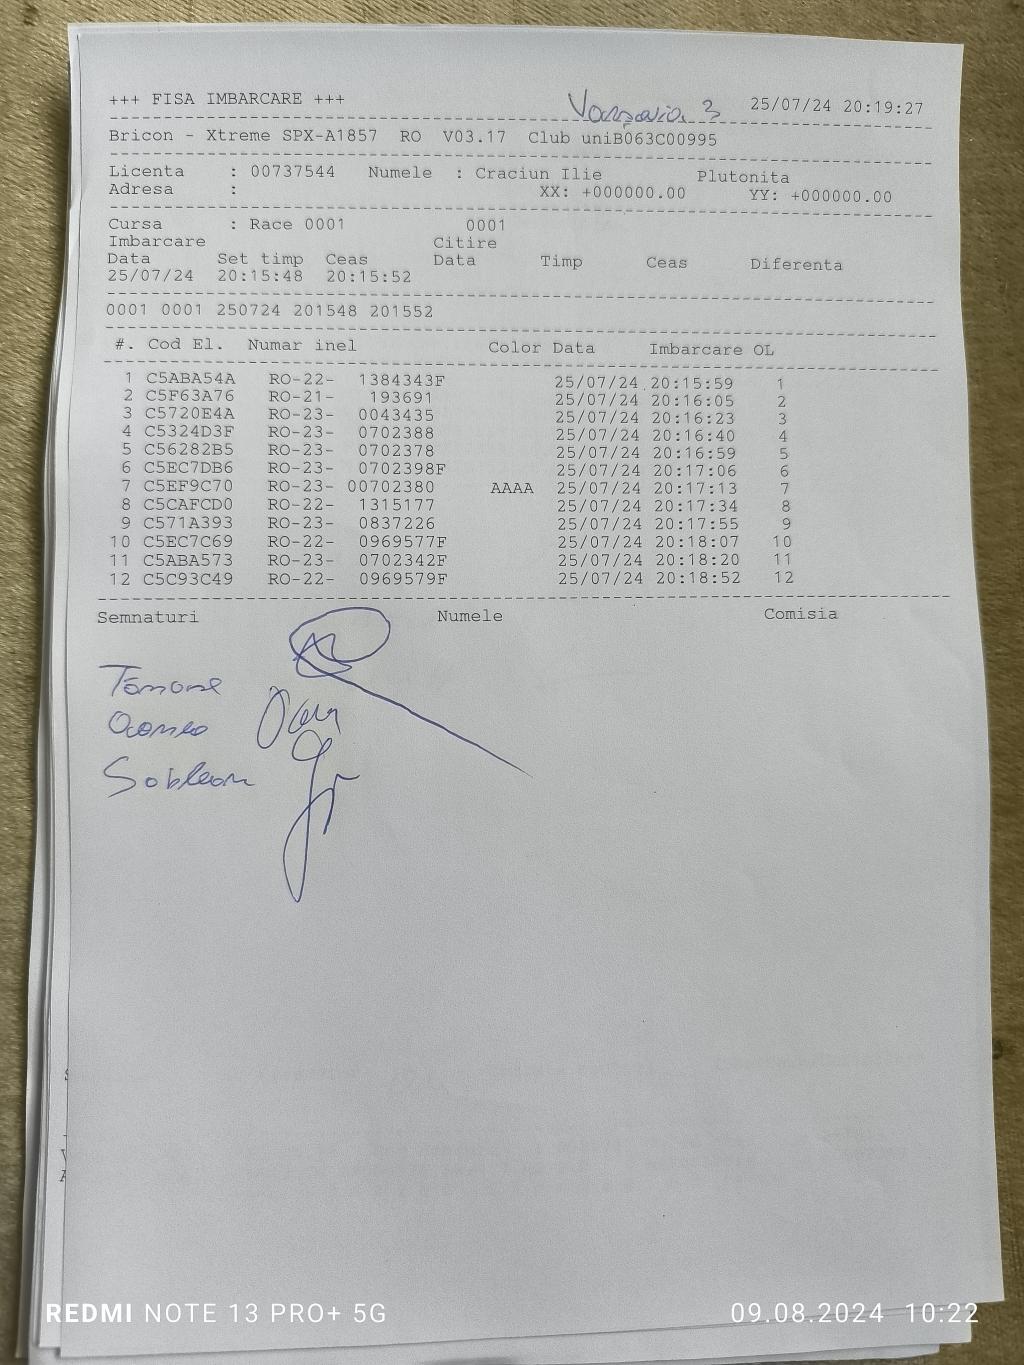 +++ FISA IMBARCARE +++ 3 25/07/24 20:19:27
Bricon - Xtreme SPX-A1857 RO V03.17 Club uniB063C00995
Licenta : 00737544 Numele : Craciun Ilie Plutonita
Adresa : XX: +000000.00 YY: +000000.00
Cursa : Race 0001 0001
Imbarcare Citire
Data Set timp Ceas Data Timp Ceas Diferenta
25/07/24 20:15:48 20:15:52
0001 0001 250724 201548 201552
#. Cod El. Numar inel Color Data Imbarcare OL
1 C5ABA54A RO-22- 1384343F 25/07/24 20:15:59 1
2 C5F63A76 RO-21- 193691 25/07/24 20:16:05 2
3 C5720E4A RO-23- 0043435 25/07/24 20:16:23 3
4 C5324D3F RO-23- 0702388 25/07/24 20:16:40 4
5 C56282B5 RO-23- 0702378 25/07/24 20:16:59 5
6 C5EC7DB6 RO-23- 0702398F 25/07/24 20:17:06 6
7 C5EF9C70 RO-23- 00702380 AAAA 25/07/24 20:17:13 7
8 C5CAFCD0 RO-22- 1315177 25/07/24 20:17:34 8
9 C571A393 RO-23- 0837226 25/07/24 20:17:55 9
10 C5EC7C69 RO-22- 0969577F 25/07/24 20:18:07 10
11 C5ABA573 RO-23- 0702342F 25/07/24 20:18:20 11
12 C5C93C49 RO-22- 0969579F 25/07/24 20:18:52 12
Semnaturi Numele Comisia
REDMI NOTE 13 PRO+ 5G 09.08.2024 10:22